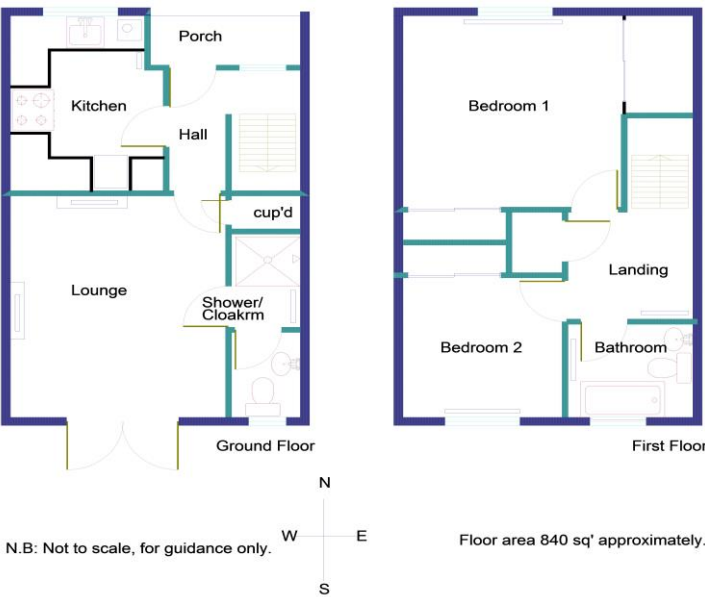 Porch
Kitchen
Hall
cup'd
Lounge
Shower/
Cloakrm
Ground Floor
Bedroom 1
Landing
Bedroom 2
Bathroom
First Floor
N
W
E
S
N.B: Not to scale, for guidance only.
Floor area 840 sq' approximately.